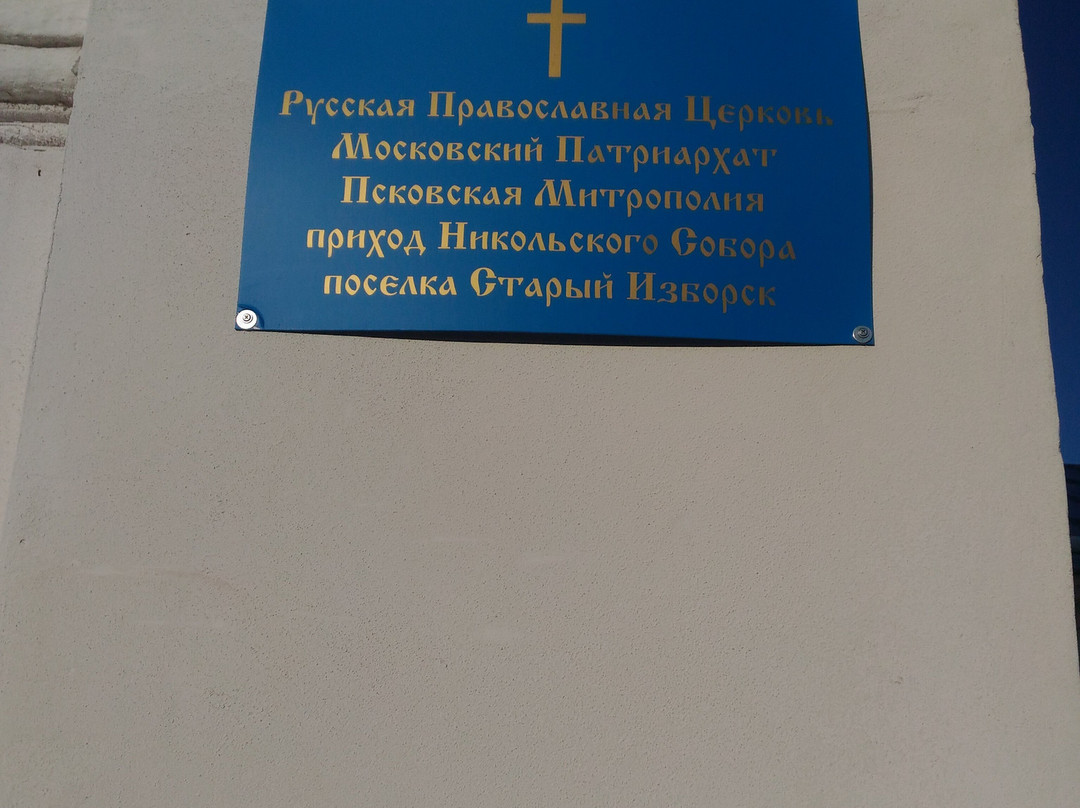 Русская Православная Церковь
Московский Патриархат
Псковская Митрополия
приход Никольского Собора
поселка Старый Изборск